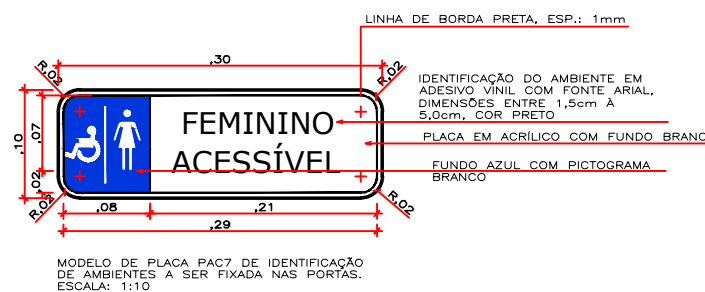 LINHA DE BORDA PRETA, ESP.: 1mm
,30
R,02
R,02
IDENTIFICAÇÃO DO AMBIENTE EM
ADESIVO VINIL COM FONTE ARIAL,
DIMENSÕES ENTRE 1,5cm À
5,0cm, COR PRETO
,10
,07
,02
FEMININO
ACESSÍVEL
PLACA EM ACRÍLICO COM FUNDO BRANC
FUNDO AZUL COM PICTOGRAMA
BRANCO
R,02
R,02
,08
,21
,29
MODELO DE PLACA PAC7 DE IDENTIFICAÇÃO
DE AMBIENTES A SER FIXADA NAS PORTAS.
ESCALA: 1:10